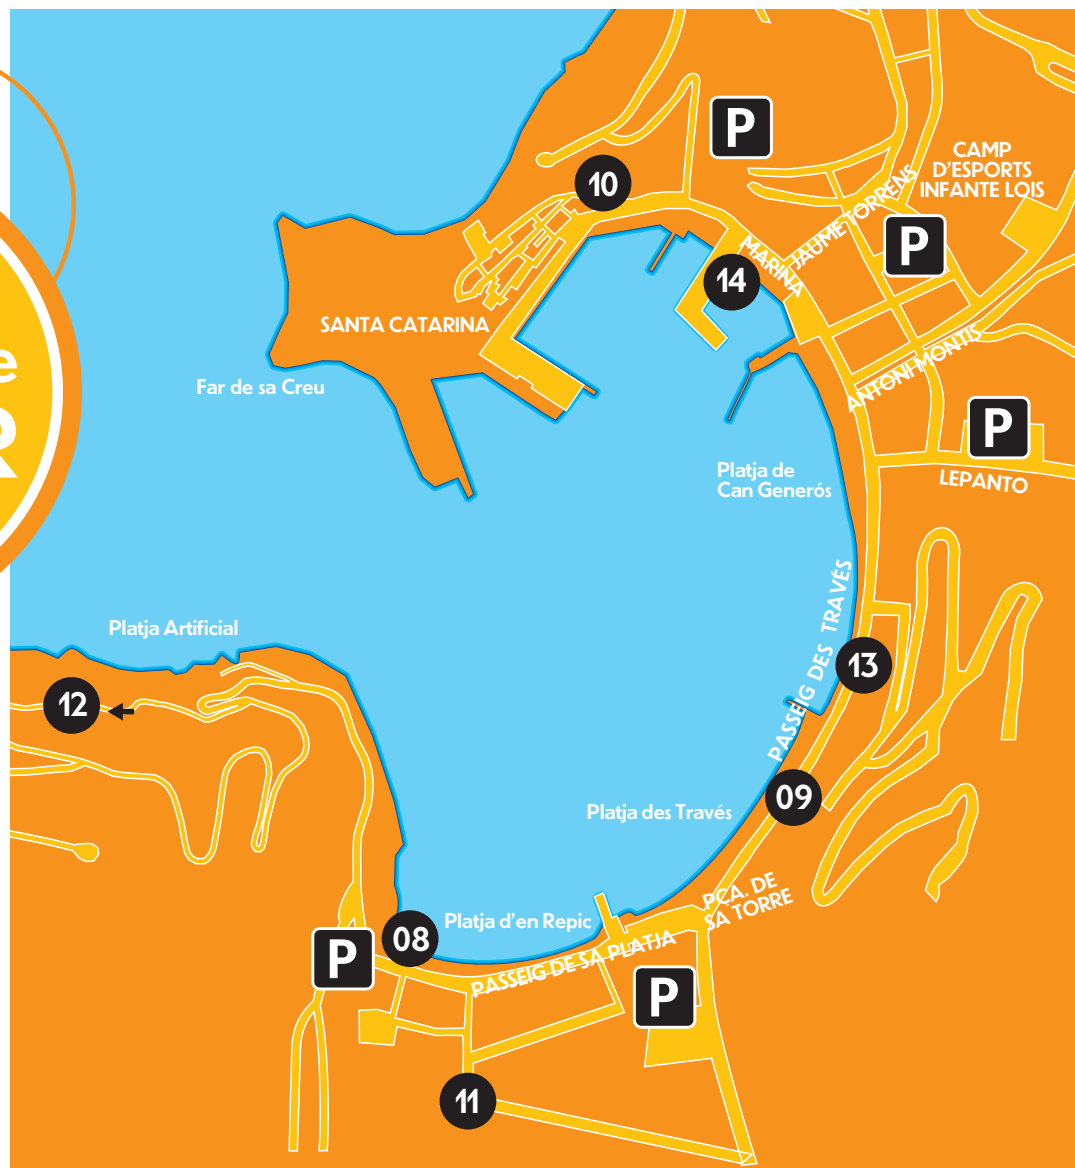 P
CAMP
D'ESPORTS
INFANTE LOIS
10
JAUME TORRENS
P
MARINA
14
SANTA CATARINA
e
Far de sa Creu
ANTONI MONTIS
P
R
Platja de
Can Generós
LEPANTO
PASSEIG DES TRAVÉS
Platja Artificial
13
12
09
Platja des Través
PCA. DE
SA TORRE
Platja d'en Repic
08
P
PASSEIG DE SA PLATJA
P
11